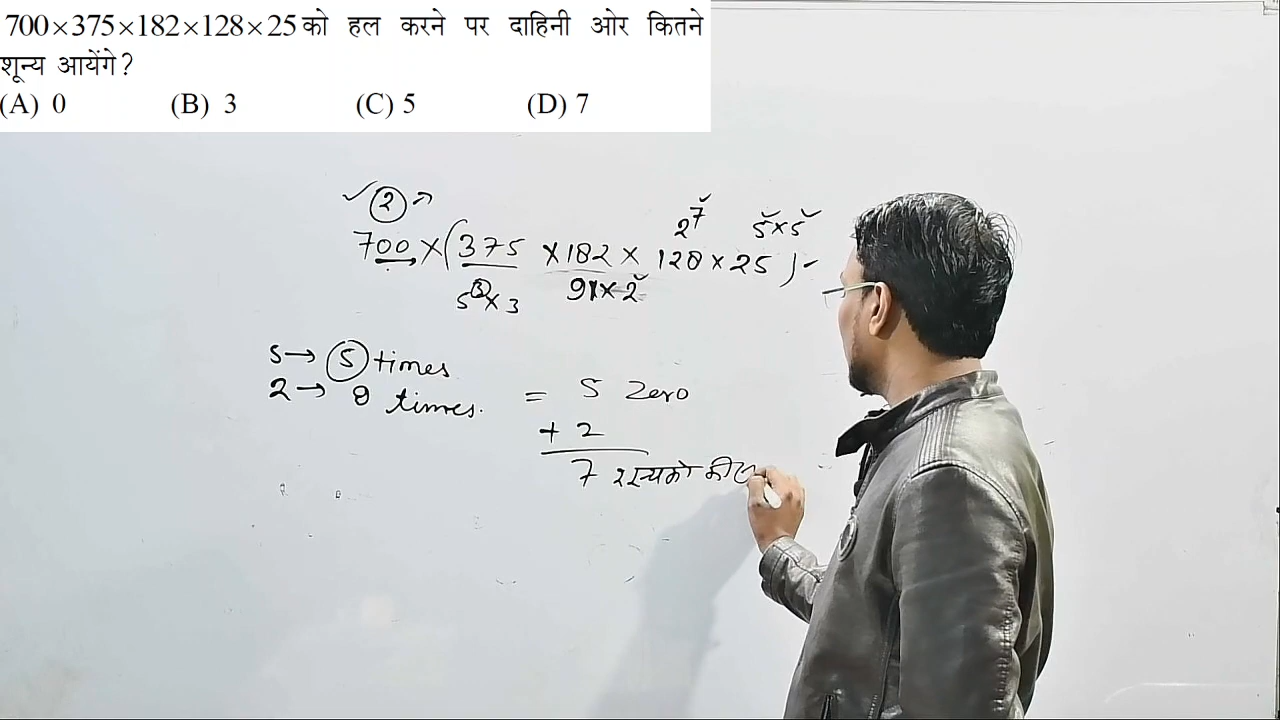 700×375×182×128×25 को हल करने पर दाहिनी ओर कितने
शून्य आयेंगे?
(A) 0 (B) 3 (C) 5 (D) 7
2
2⁷ 5×5
700 × (375 × 182 × 128 × 25)
5³×3 91×2
5 → 5 times
2 → 8 times.
= 5 Zero
+ 2
7